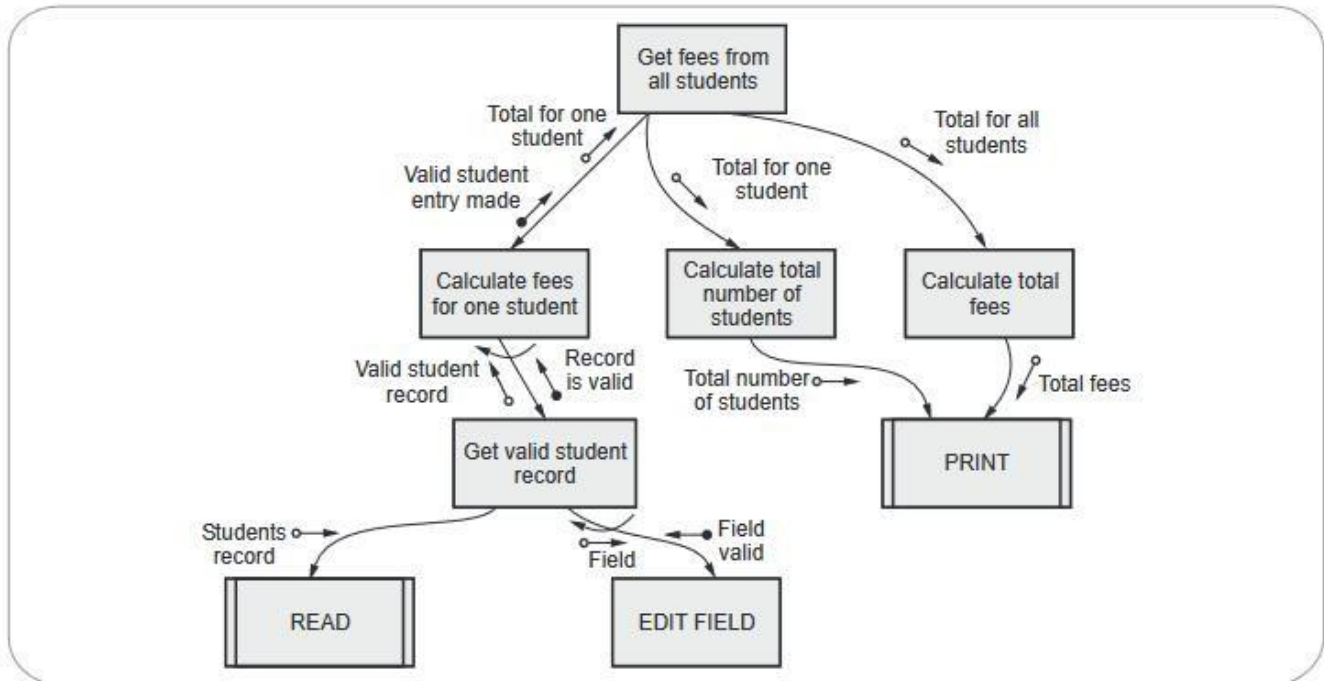 Get fees from
all students
Total for one
student
Total for all
students
Valid student
entry made
Total for one
student
Calculate fees
for one student
Calculate total
number of
students
Calculate total
fees
Valid student
record
Record
is valid
Total number
of students
Total fees
Get valid student
record
PRINT
Students
record
Field
Field
valid
READ
EDIT FIELD